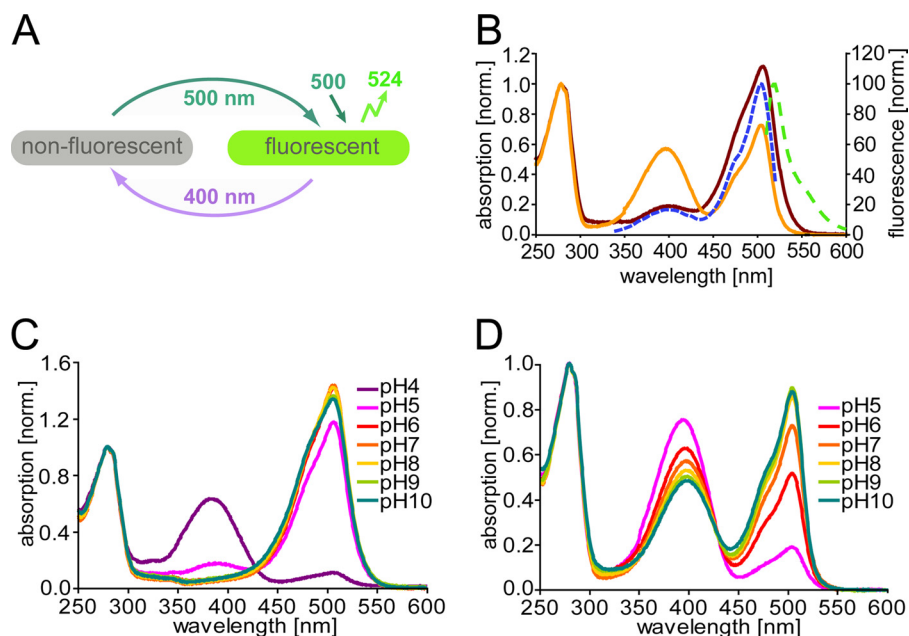 A
500 nm
500
524
non-fluorescent
fluorescent
400 nm
B
absorption [norm.]
1.2
1.0
0.8
0.6
0.4
0.2
0.0
250 300 350 400 450 500 550 600
wavelength [nm]
120
100
80
60
40
20
0
fluorescence [norm.]
C
absorption [norm.]
1.6
1.2
0.8
0.4
0.0
250 300 350 400 450 500 550 600
wavelength [nm]
pH4
pH5
pH6
pH7
pH8
pH9
pH10
D
absorption [norm.]
1.0
0.8
0.6
0.4
0.2
0.0
250 300 350 400 450 500 550 600
wavelength [nm]
pH5
pH6
pH7
pH8
pH9
pH10